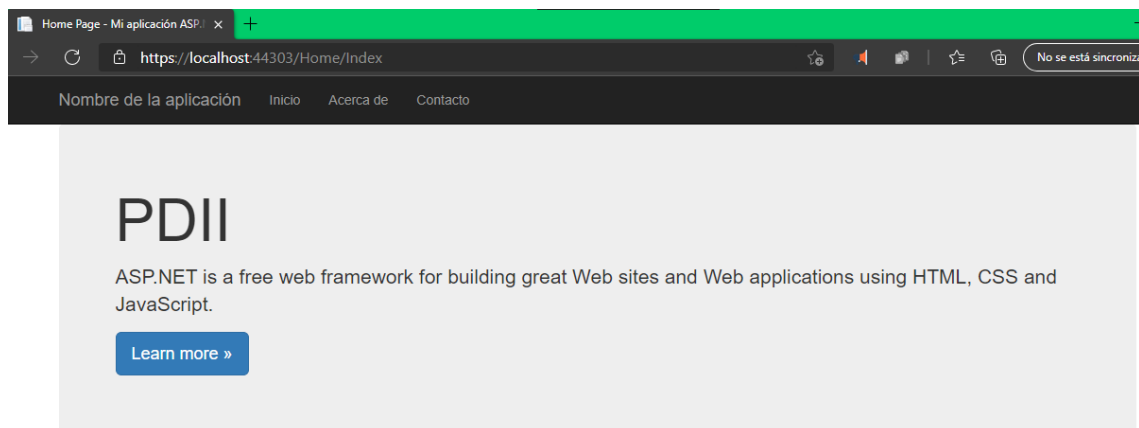 Home Page - Mi aplicación ASP.
https://localhost:44303/Home/Index
No se está sincroniza
Nombre de la aplicación Inicio Acerca de Contacto
PDII
ASP.NET is a free web framework for building great Web sites and Web applications using HTML, CSS and
JavaScript.
Learn more »